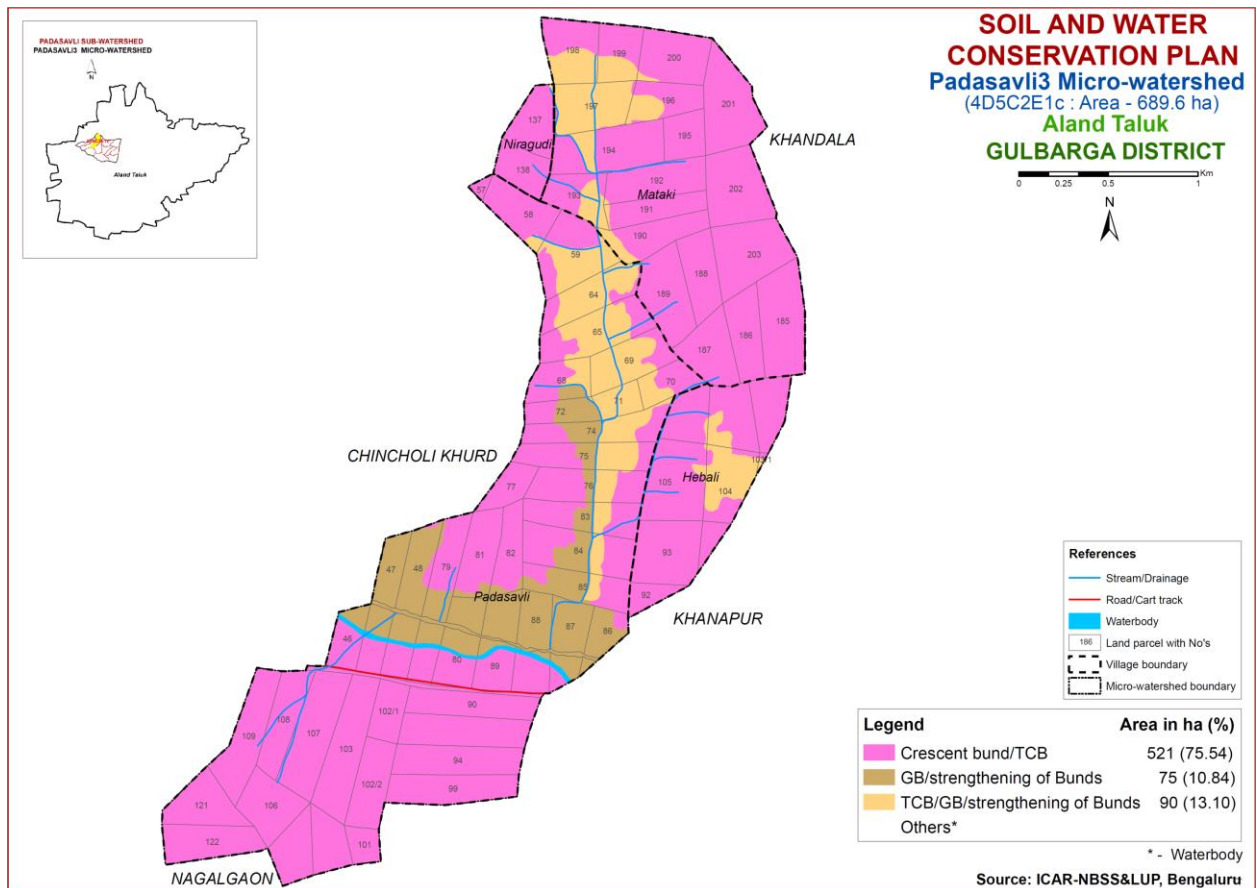 PADASAVLI SUB-WATERSHED
PADASAVLI3 MICRO-WATERSHED
N
Aland Taluk
SOIL AND WATER
CONSERVATION PLAN
Padasavli3 Micro-watershed
(4D5C2E1c : Area - 689.6 ha)
Aland Taluk
GULBARGA DISTRICT
Km
0 0.25 0.5 1
N
198
199
200
197
196
201
137
195
KHANDALA
Niragudi
194
138
192
202
57
193
Mataki
191
58
190
59
203
188
64
189
185
65
186
187
69
68
70
71
72
74
CHINCHOLI KHURD
75
103/1
Hebali
77
76
105
104
83
81
82
84
93
47
48
79
85
92
Padasavli
88
87
86
KHANAPUR
46
80
89
108
102/1
90
109
107
103
94
102/2
99
121
106
122
101
NAGALGAON
References
Stream/Drainage
Road/Cart track
Waterbody
186 Land parcel with No's
Village boundary
Micro-watershed boundary
Legend Area in ha (%)
Crescent bund/TCB 521 (75.54)
GB/strengthening of Bunds 75 (10.84)
TCB/GB/strengthening of Bunds 90 (13.10)
Others*
* - Waterbody
Source: ICAR-NBSS&LUP, Bengaluru